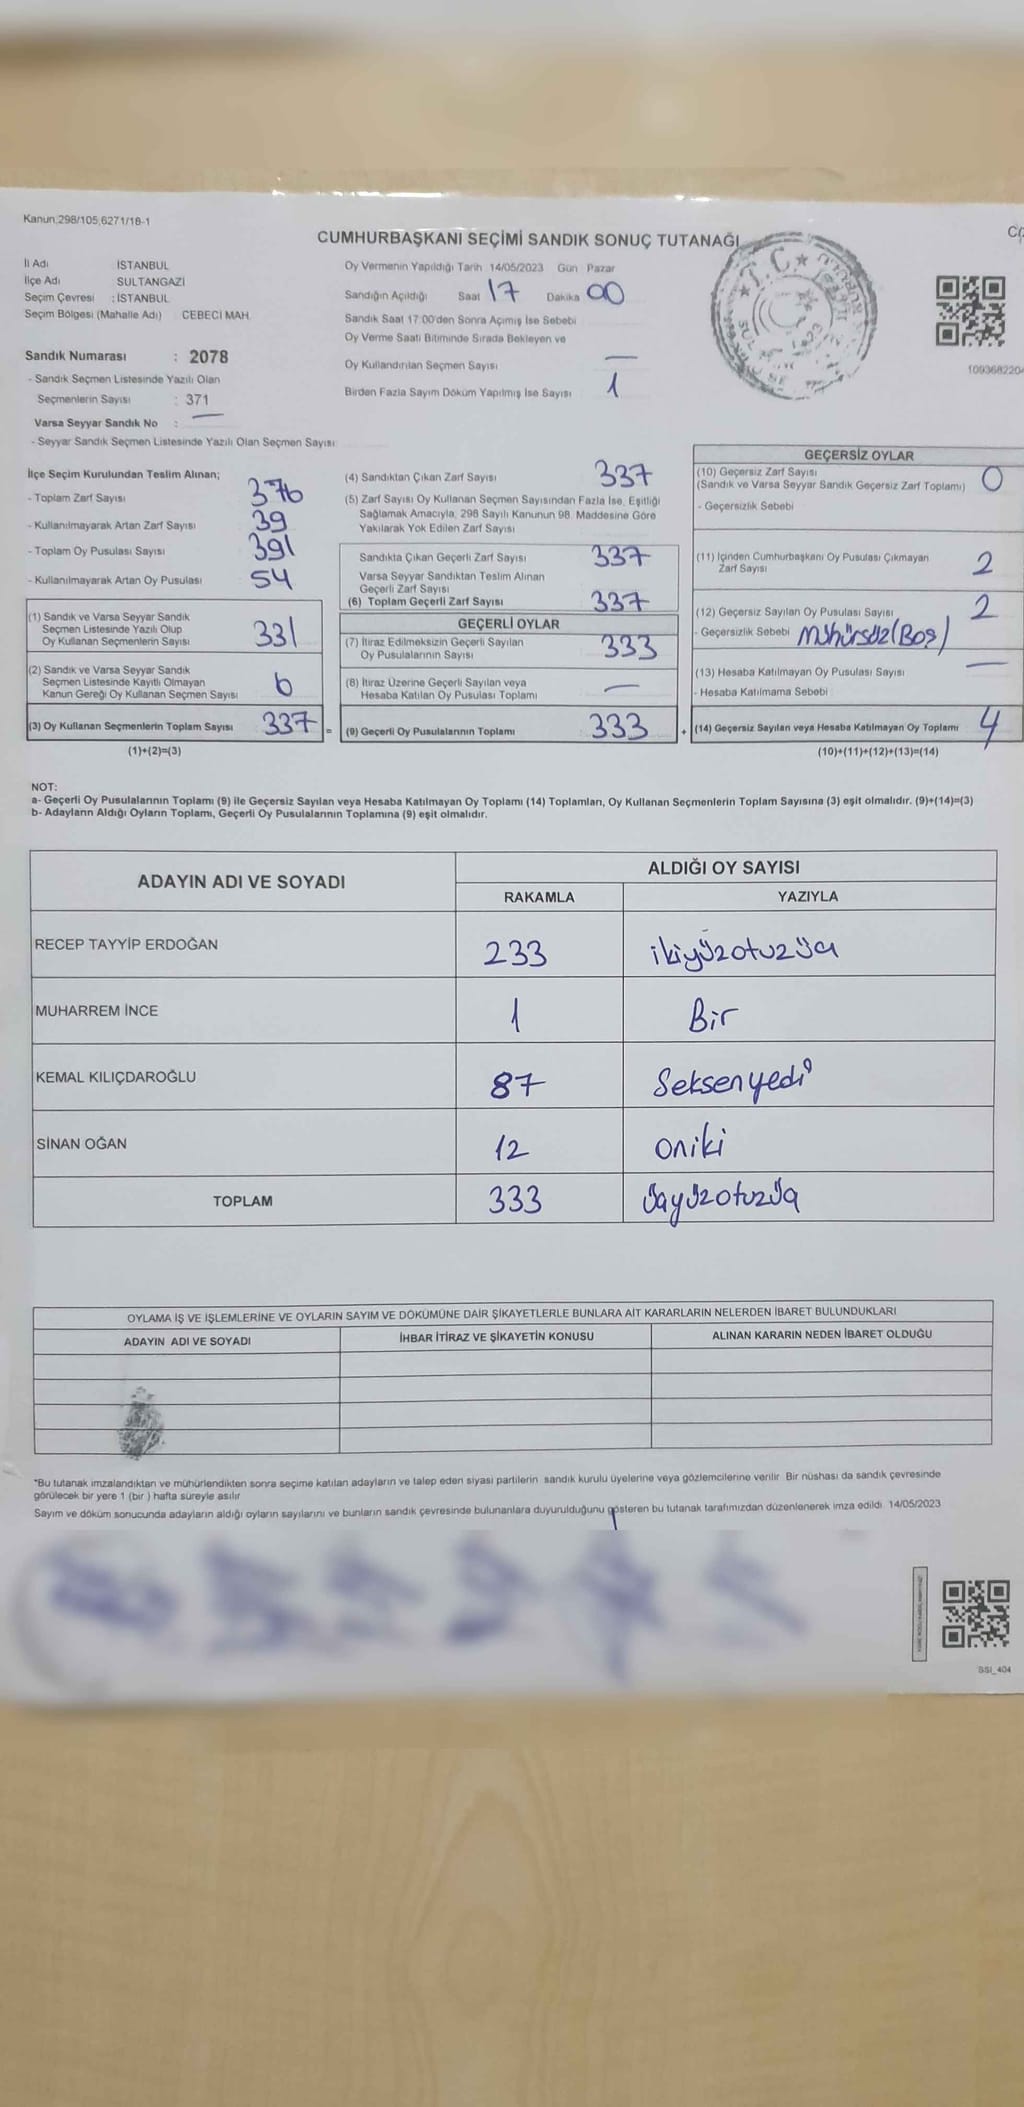 Kanun;298/105,6271/18-1
CUMHURBAŞKANI SEÇİMİ SANDIK SONUÇ TUTANAĞI
İl Adı İSTANBUL
İlçe Adı SULTANGAZİ
Seçim Çevresi : İSTANBUL
Seçim Bölgesi (Mahalle Adı) CEBECİ MAH.
Sandık Numarası : 2078
- Sandık Seçmen Listesinde Yazılı Olan
Seçmenlerin Sayısı : 371
Varsa Seyyar Sandık No : —
- Seyyar Sandık Seçmen Listesinde Yazılı Olan Seçmen Sayısı:
Oy Vermenin Yapıldığı Tarih 14/05/2023 Gün Pazar
Sandığın Açıldığı Saat 17 Dakika 00
Sandık Saat 17:00'den Sonra Açımış İse Sebebi
Oy Verme Saati Bitiminde Sırada Bekleyen ve
Oy Kullandırılan Seçmen Sayısı —
Birden Fazla Sayım Döküm Yapılmış İse Sayısı 1
T.C.
İlçe Seçim Kurulundan Teslim Alınan;
- Toplam Zarf Sayısı 376
- Kullanılmayarak Artan Zarf Sayısı 39
- Toplam Oy Pusulası Sayısı 391
- Kullanılmayarak Artan Oy Pusulası 54
(1) Sandık ve Varsa Seyyar Sandık
Seçmen Listesinde Yazılı Olup
Oy Kullanan Seçmenlerin Sayısı 331
(2) Sandık ve Varsa Seyyar Sandık
Seçmen Listesinde Kayıtlı Olmayan
Kanun Gereği Oy Kullanan Seçmen Sayısı 6
(3) Oy Kullanan Seçmenlerin Toplam Sayısı 337
(1)+(2)=(3)
(4) Sandıktan Çıkan Zarf Sayısı 337
(5) Zarf Sayısı Oy Kullanan Seçmen Sayısından Fazla İse, Eşitliği
Sağlamak Amacıyla; 298 Sayılı Kanunun 98. Maddesine Göre
Yakılarak Yok Edilen Zarf Sayısı
Sandıkta Çıkan Geçerli Zarf Sayısı 337
Varsa Seyyar Sandıktan Teslim Alınan
Geçerli Zarf Sayısı
(6) Toplam Geçerli Zarf Sayısı 337
GEÇERLİ OYLAR
(7) İtiraz Edilmeksizin Geçerli Sayılan
Oy Pusulalarının Sayısı 333
(8) İtiraz Üzerine Geçerli Sayılan veya
Hesaba Katılan Oy Pusulası Toplamı —
= (9) Geçerli Oy Pusulalarının Toplamı 333
GEÇERSİZ OYLAR
(10) Geçersiz Zarf Sayısı
(Sandık ve Varsa Seyyar Sandık Geçersiz Zarf Toplamı) 0
- Geçersizlik Sebebi
(11) İçinden Cumhurbaşkanı Oy Pusulası Çıkmayan
Zarf Sayısı 2
(12) Geçersiz Sayılan Oy Pusulası Sayısı 2
- Geçersizlik Sebebi Mühürsüz (Boş)
(13) Hesaba Katılmayan Oy Pusulası Sayısı —
- Hesaba Katılmama Sebebi
+ (14) Geçersiz Sayılan veya Hesaba Katılmayan Oy Toplamı 4
(10)+(11)+(12)+(13)=(14)
NOT:
a- Geçerli Oy Pusulalarının Toplamı (9) ile Geçersiz Sayılan veya Hesaba Katılmayan Oy Toplamı (14) Toplamları, Oy Kullanan Seçmenlerin Toplam Sayısına (3) eşit olmalıdır. (9)+(14)=(3)
b- Adayların Aldığı Oyların Toplamı, Geçerli Oy Pusulalarının Toplamına (9) eşit olmalıdır.
ADAYIN ADI VE SOYADI
ALDIĞI OY SAYISI
RAKAMLA YAZIYLA
RECEP TAYYİP ERDOĞAN 233 ikiyüzotuzüç
MUHARREM İNCE 1 Bir
KEMAL KILIÇDAROĞLU 87 Seksenyedi
SİNAN OĞAN 12 oniki
TOPLAM 333 üçyüzotuzüç
OYLAMA İŞ VE İŞLEMLERİNE VE OYLARIN SAYIM VE DÖKÜMÜNE DAİR ŞİKAYETLERLE BUNLARA AİT KARARLARIN NELERDEN İBARET BULUNDUKLARI
ADAYIN ADI VE SOYADI İHBAR İTİRAZ VE ŞİKAYETİN KONUSU ALINAN KARARIN NEDEN İBARET OLDUĞU
*Bu tutanak imzalandıktan ve mühürlendikten sonra seçime katılan adayların ve talep eden siyasi partilerin sandık kurulu üyelerine veya gözlemcilerine verilir. Bir nüshası da sandık çevresinde
görülecek bir yere 1 (bir ) hafta süreyle asılır
Sayım ve döküm sonucunda adayların aldığı oyların sayılarını ve bunların sandık çevresinde bulunanlara duyurulduğunu gösteren bu tutanak tarafımızdan düzenlenerek imza edildi. 14/05/2023
SSI_404